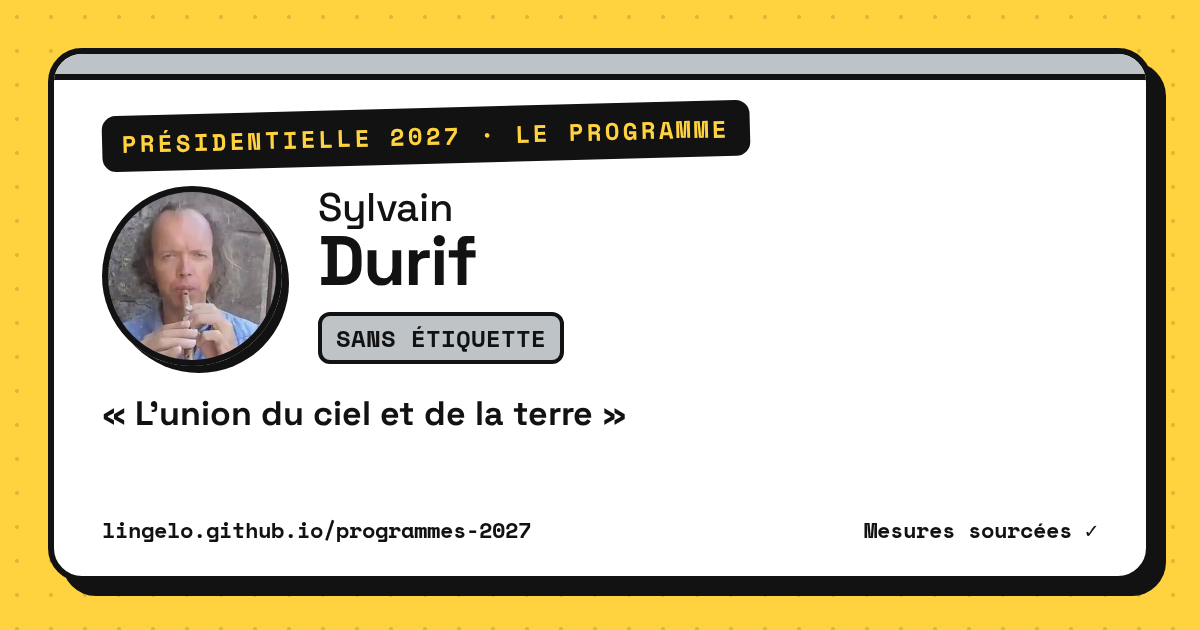 PRÉSIDENTIELLE 2027 · LE PROGRAMME
Sylvain
Durif
SANS ÉTIQUETTE
« L’union du ciel et de la terre »
lingelo.github.io/programmes-2027
Mesures sourcées ✓